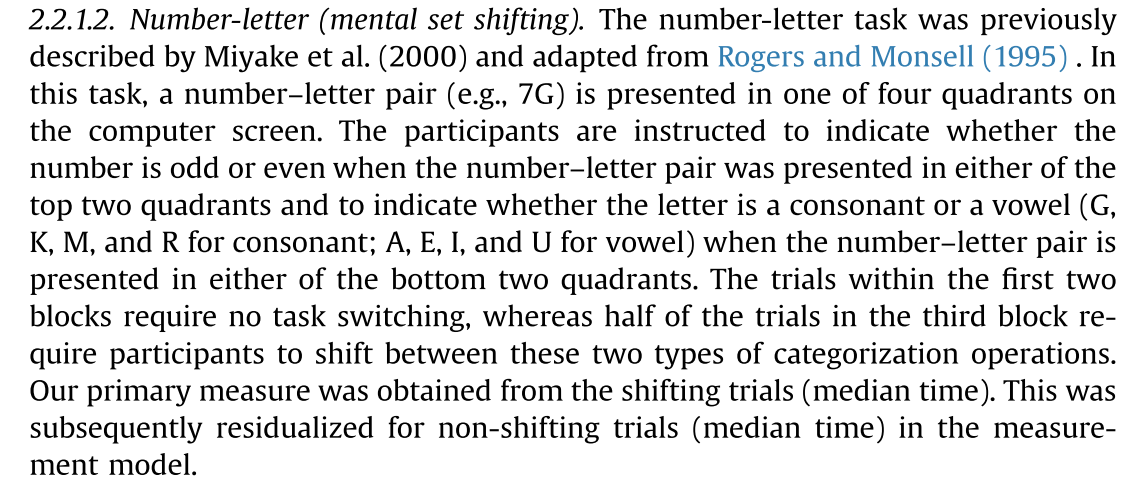 2.2.1.2. Number-letter (mental set shifting). The number-letter task was previously
described by Miyake et al. (2000) and adapted from Rogers and Monsell (1995) . In
this task, a number–letter pair (e.g., 7G) is presented in one of four quadrants on
the computer screen. The participants are instructed to indicate whether the
number is odd or even when the number–letter pair was presented in either of the
top two quadrants and to indicate whether the letter is a consonant or a vowel (G,
K, M, and R for consonant; A, E, I, and U for vowel) when the number–letter pair is
presented in either of the bottom two quadrants. The trials within the first two
blocks require no task switching, whereas half of the trials in the third block re-
quire participants to shift between these two types of categorization operations.
Our primary measure was obtained from the shifting trials (median time). This was
subsequently residualized for non-shifting trials (median time) in the measure-
ment model.